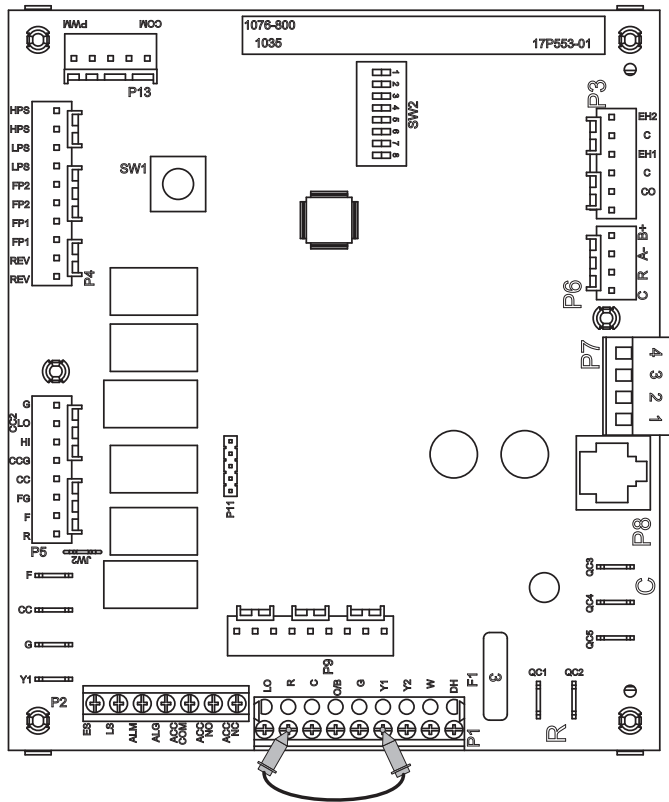 PWM COM
P13
1076-800
1035 17P553-01
1
2
3
4
5
6
7
8
SW2
P3
EH2
C
EH1
C
CO
HPS
HPS
LPS
LPS
FP2
FP2
FP1
FP1
REV
REV
P4
SW1
P6
B+
A-
R
C
P7
4
3
2
1
P8
G
CC2
LO
HI
CCG
CC
FG
F
R
P5
JW2
P11
F
CC
G
Y1
P2
ES
LS
ALM
ALG
ACC COM
ACC NO
ACC NC
P9
LO
R
C
O/B
G
Y1
Y2
W
DH
P1
F1
3
QC3
C
QC4
QC5
QC1
QC2
R